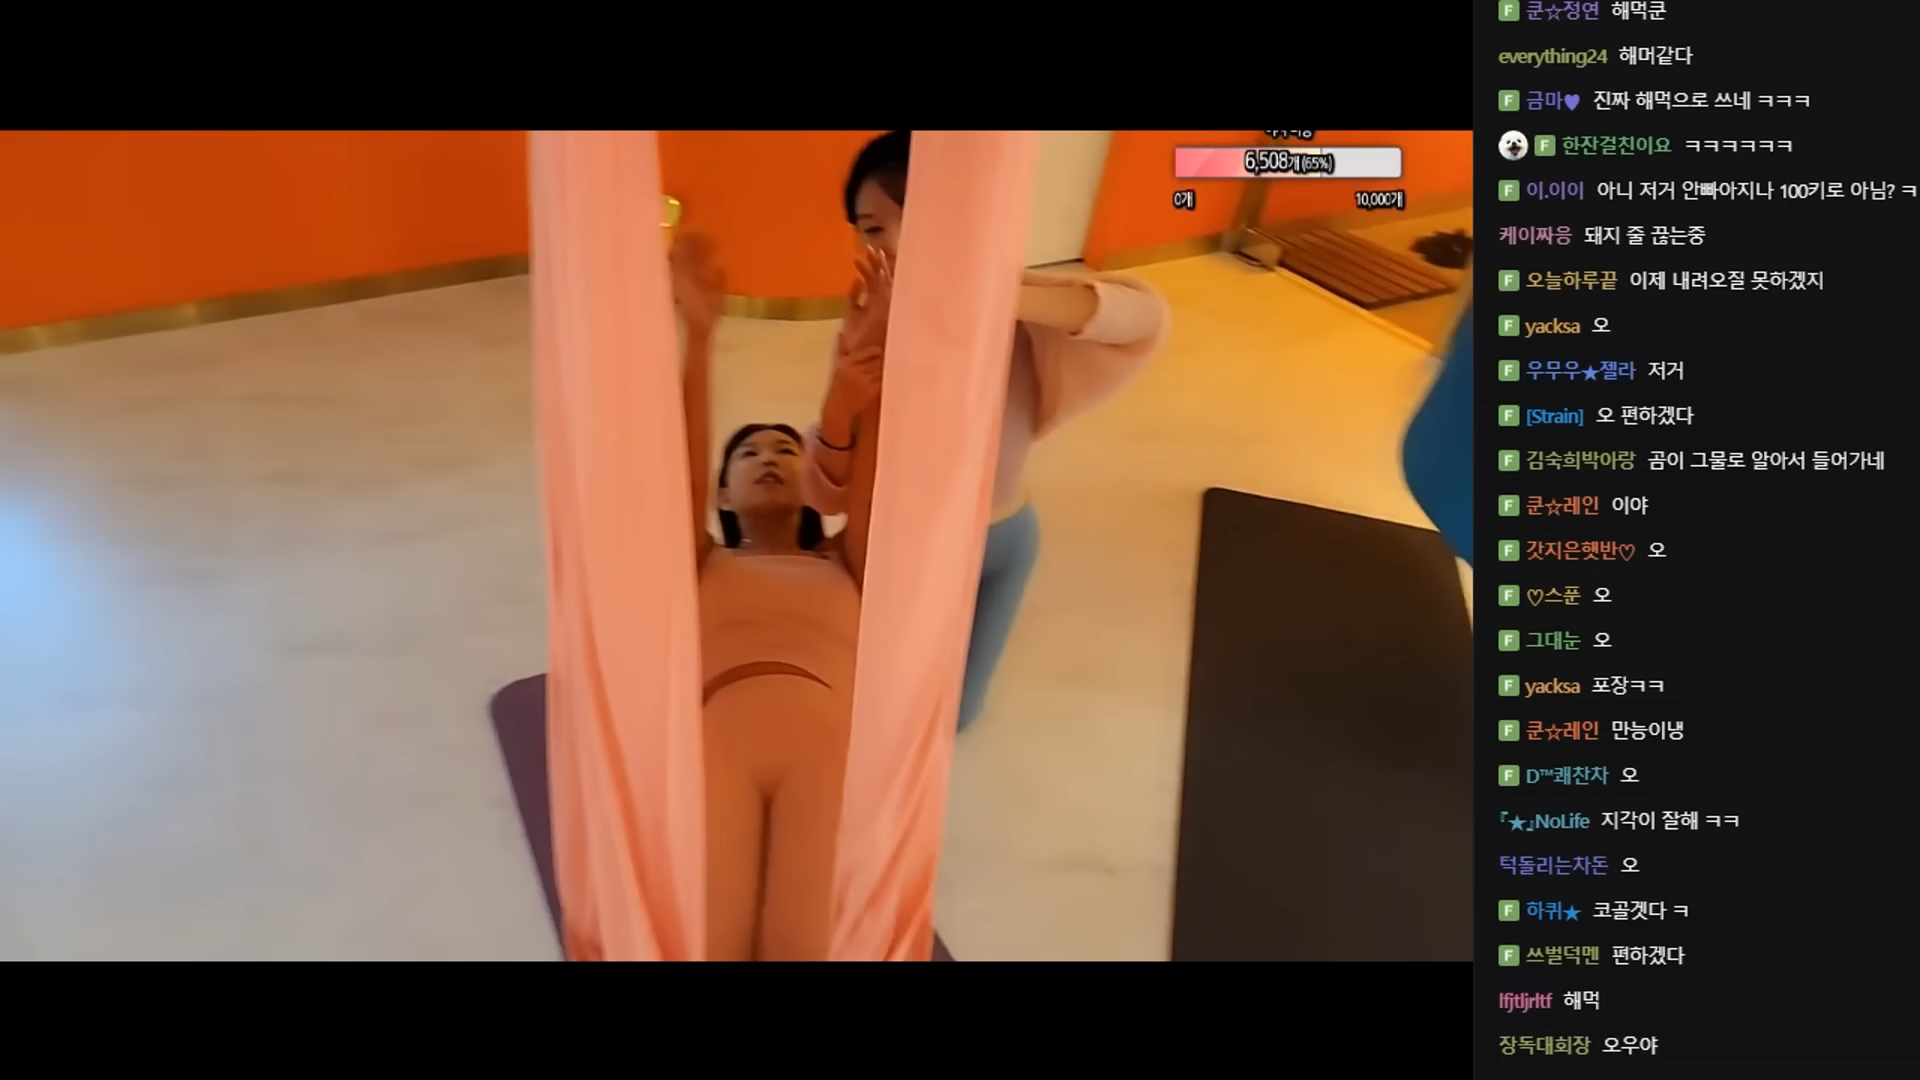 6,508개(65%)
0개
10,000개
F 쿤☆정연 해먹쿤
everything24 해머같다
F 금마♥ 진짜 해먹으로 쓰네 ㅋㅋㅋ
F 한잔걸친이요 ㅋㅋㅋㅋㅋㅋ
F 이.이이 아니 저거 안빠아지나 100키로 아님? ㅋ
케이짜응 돼지 줄 끊는중
F 오늘하루끝 이제 내려오질 못하겠지
F yacksa 오
F 우무우★젤라 저거
F [Strain] 오 편하겠다
F 김숙희박아랑 곰이 그물로 알아서 들어가네
F 쿤☆레인 이야
F 갓지은햇반♡ 오
F ♡스푼 오
F 그대눈 오
F yacksa 포장ㅋㅋ
F 쿤☆레인 만능이냉
F D™쾌찬차 오
『★』NoLife 지각이 잘해 ㅋㅋ
턱돌리는차돈 오
F 하퀴★ 코골겟다 ㅋ
F 쓰벌덕멘 편하겠다
lfjtljrltf 해먹
장독대회장 오우야